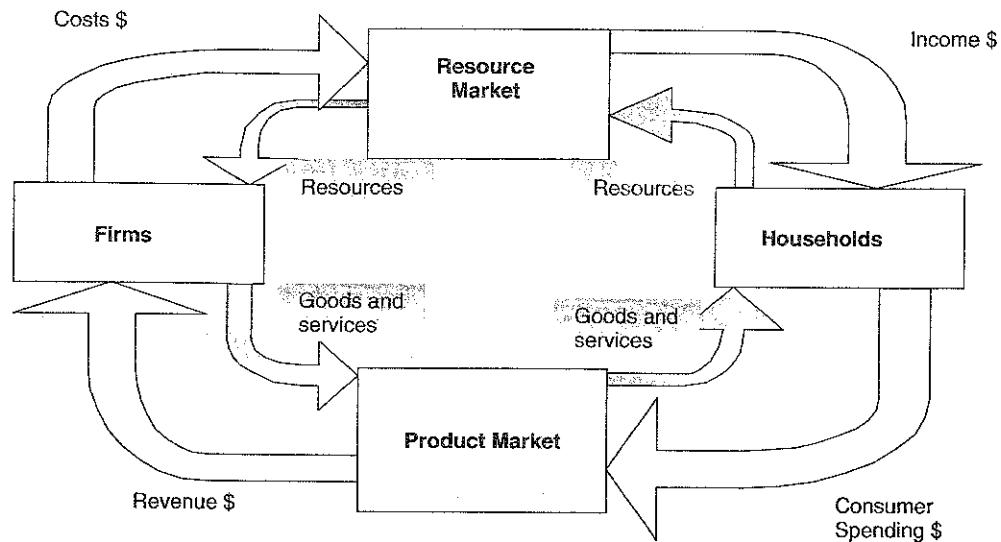 Costs $
Income $
Resource
Market
Resources
Resources
Firms
Households
Goods and
services
Goods and
services
Product Market
Revenue $
Consumer
Spending $